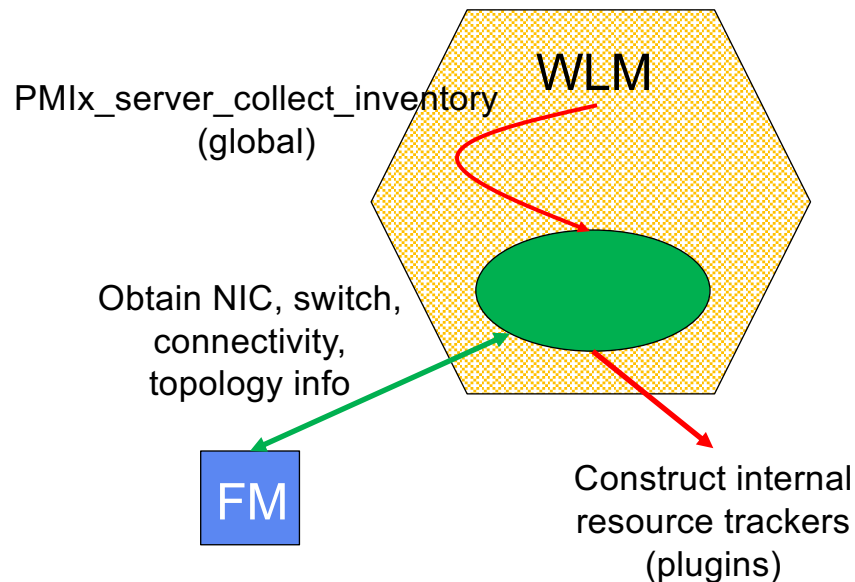 WLM
PMIx_server_collect_inventory
(global)
Obtain NIC, switch,
connectivity,
topology info
FM
Construct internal
resource trackers
(plugins)